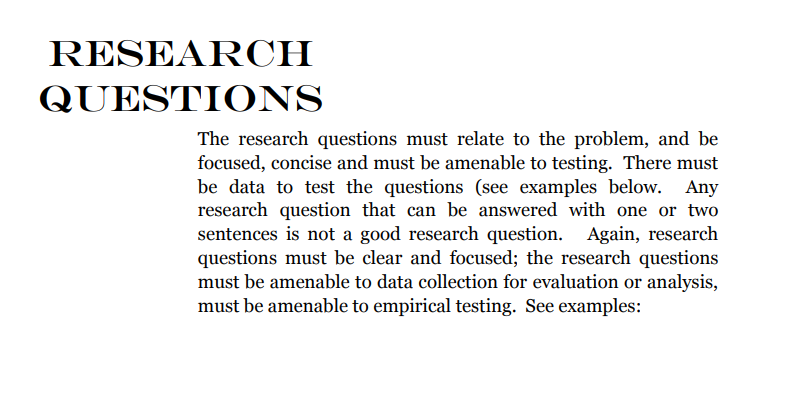 RESEARCH
QUESTIONS
The research questions must relate to the problem, and be
focused, concise and must be amenable to testing.  There must
be data to test the questions (see examples below.  Any
research question that can be answered with one or two
sentences is not a good research question.  Again, research
questions must be clear and focused; the research questions
must be amenable to data collection for evaluation or analysis,
must be amenable to empirical testing.  See examples: